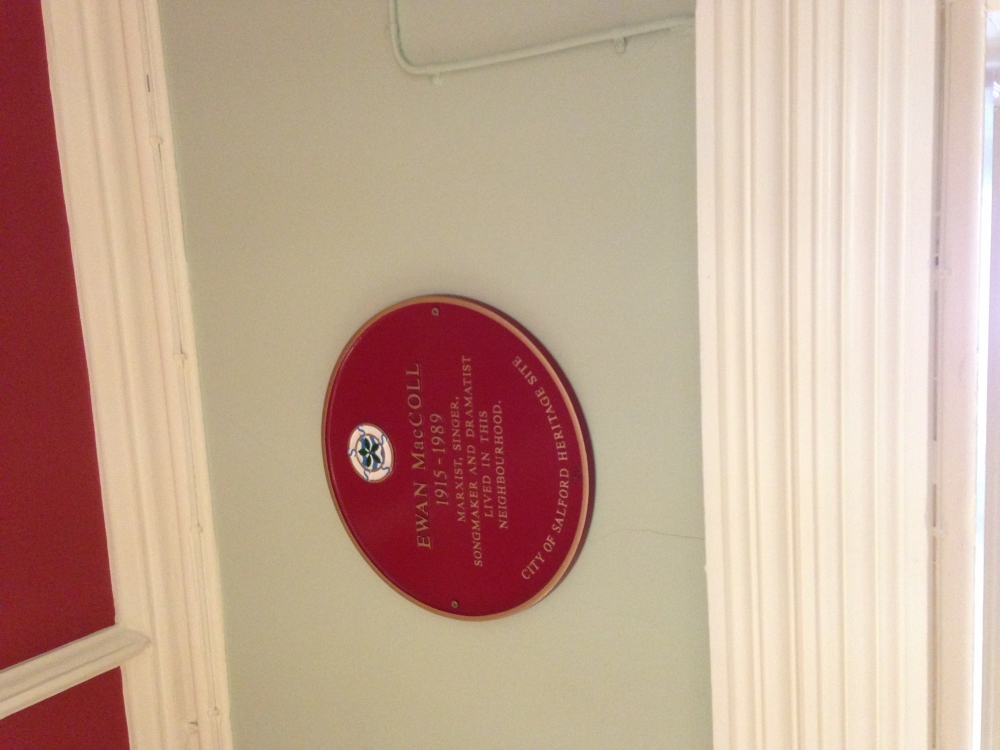 EWAN MacCOLL
1915-1989
MARXIST, SINGER,
SONGMAKER AND DRAMATIST
LIVED IN THIS
NEIGHBOURHOOD.
CITY OF SALFORD HERITAGE SITE